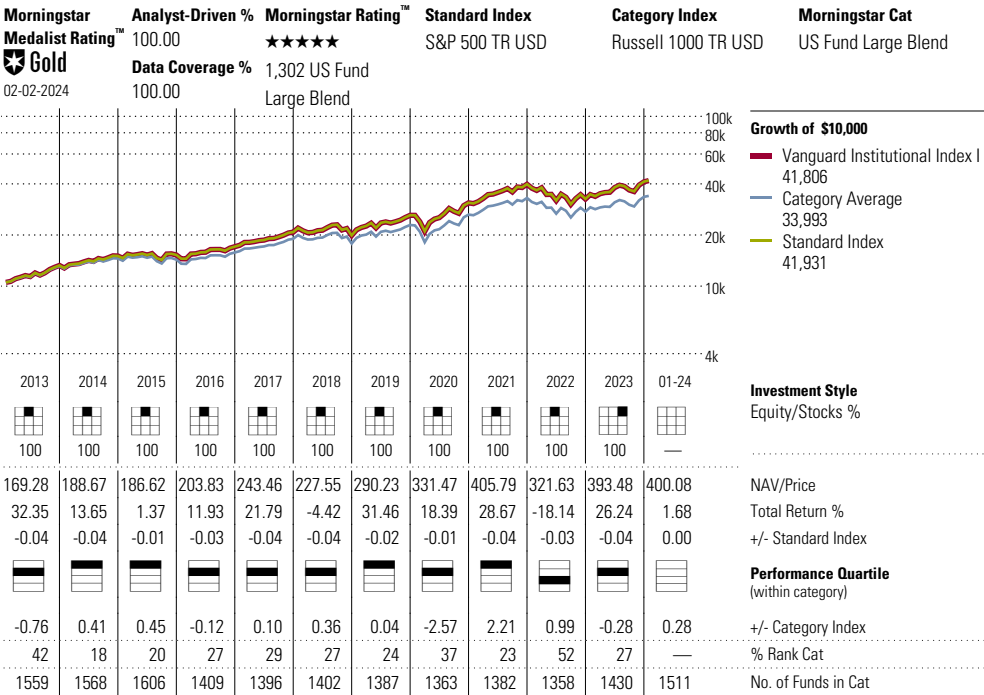 Morningstar Medalist Rating™
Gold
02-02-2024
Analyst-Driven %
100.00
Data Coverage %
100.00
Morningstar Rating™
★★★★★
1,302 US Fund
Large Blend
Standard Index
S&P 500 TR USD
Category Index
Russell 1000 TR USD
Morningstar Cat
US Fund Large Blend
100k
80k
60k
40k
20k
10k
4k
Growth of $10,000
Vanguard Institutional Index I
41,806
Category Average
33,993
Standard Index
41,931
2013 2014 2015 2016 2017 2018 2019 2020 2021 2022 2023 01-24
Investment Style
Equity/Stocks %
100 100 100 100 100 100 100 100 100 100 100 —
169.28 188.67 186.62 203.83 243.46 227.55 290.23 331.47 405.79 321.63 393.48 400.08 NAV/Price
32.35 13.65 1.37 11.93 21.79 -4.42 31.46 18.39 28.67 -18.14 26.24 1.68 Total Return %
-0.04 -0.04 -0.01 -0.03 -0.04 -0.04 -0.02 -0.01 -0.04 -0.03 -0.04 0.00 +/- Standard Index
Performance Quartile
(within category)
-0.76 0.41 0.45 -0.12 0.10 0.36 0.04 -2.57 2.21 0.99 -0.28 0.28 +/- Category Index
42 18 20 27 29 27 24 37 23 52 27 — % Rank Cat
1559 1568 1606 1409 1396 1402 1387 1363 1382 1358 1430 1511 No. of Funds in Cat